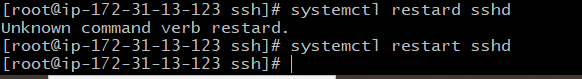 [root@ip-172-31-13-123 ssh]# systemctl restard sshd
Unknown command verb restard.
[root@ip-172-31-13-123 ssh]# systemctl restart sshd
[root@ip-172-31-13-123 ssh]#